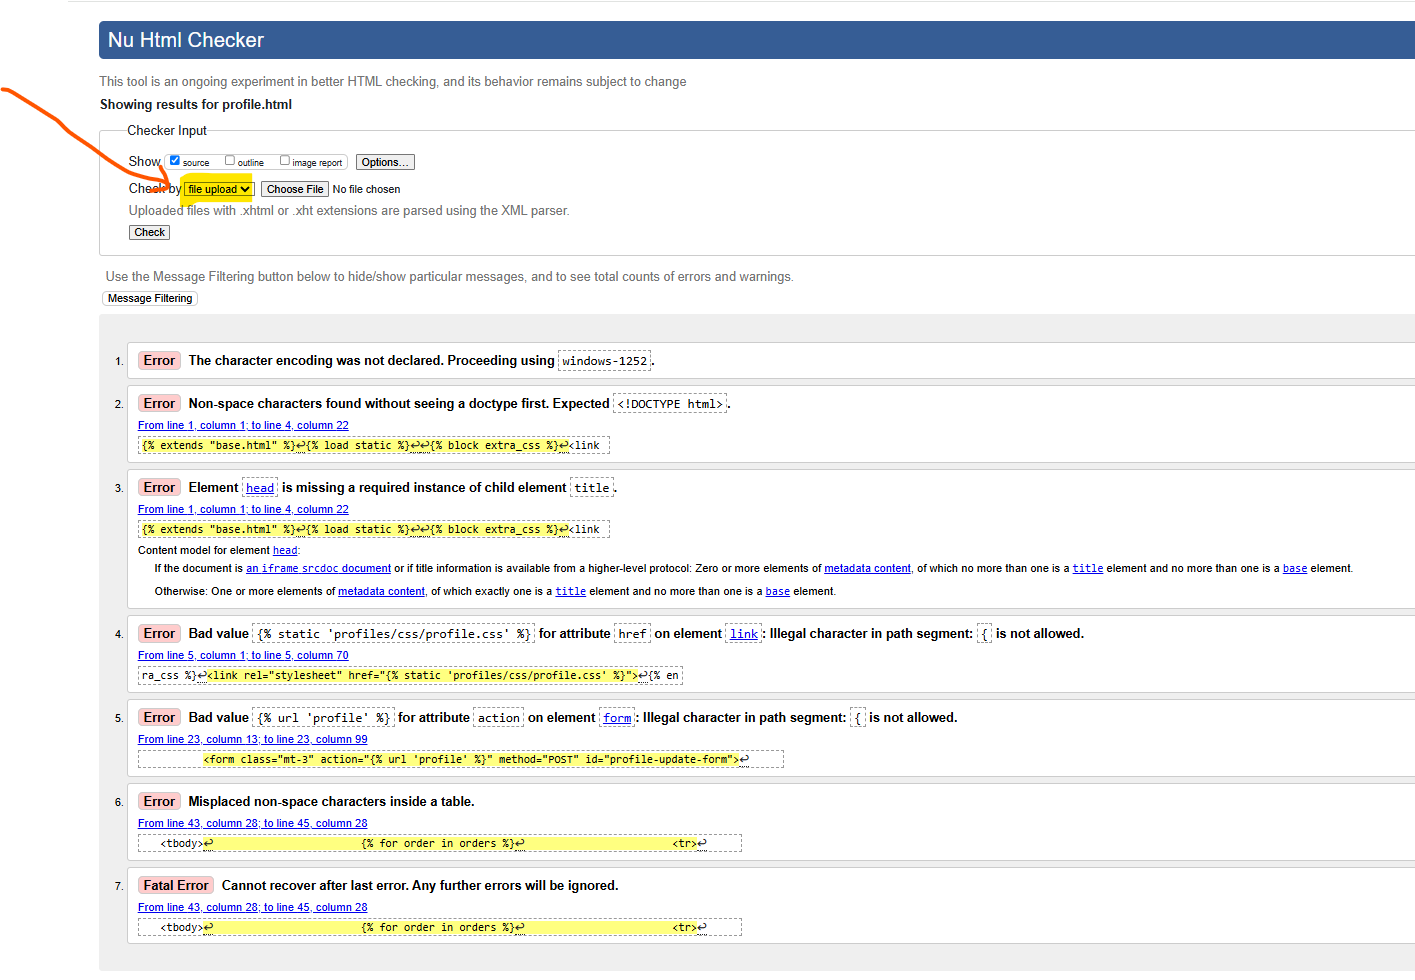 Nu Html Checker
This tool is an ongoing experiment in better HTML checking, and its behavior remains subject to change
Showing results for profile.html
Checker Input
Show source outline image report Options...
Check by file upload Choose File No file chosen
Uploaded files with .xhtml or .xht extensions are parsed using the XML parser.
Check
Use the Message Filtering button below to hide/show particular messages, and to see total counts of errors and warnings.
Message Filtering
1. Error The character encoding was not declared. Proceeding using windows-1252.
2. Error Non-space characters found without seeing a doctype first. Expected <!DOCTYPE html>.
From line 1, column 1; to line 4, column 22
{% extends "base.html" %}↩{% load static %}↩↩{% block extra_css %}↩<link
3. Error Element head is missing a required instance of child element title.
From line 1, column 1; to line 4, column 22
{% extends "base.html" %}↩{% load static %}↩↩{% block extra_css %}↩<link
Content model for element head:
If the document is an iframe srcdoc document or if title information is available from a higher-level protocol: Zero or more elements of metadata content, of which no more than one is a title element and no more than one is a base element.
Otherwise: One or more elements of metadata content, of which exactly one is a title element and no more than one is a base element.
4. Error Bad value {% static 'profiles/css/profile.css' %} for attribute href on element link: Illegal character in path segment: { is not allowed.
From line 5, column 1; to line 5, column 70
ra_css %}↩<link rel="stylesheet" href="{% static 'profiles/css/profile.css' %}">↩{% en
5. Error Bad value {% url 'profile' %} for attribute action on element form: Illegal character in path segment: { is not allowed.
From line 23, column 13; to line 23, column 99
<form class="mt-3" action="{% url 'profile' %}" method="POST" id="profile-update-form">↩
6. Error Misplaced non-space characters inside a table.
From line 43, column 28; to line 45, column 28
<tbody>↩ {% for order in orders %}↩ <tr>↩
7. Fatal Error Cannot recover after last error. Any further errors will be ignored.
From line 43, column 28; to line 45, column 28
<tbody>↩ {% for order in orders %}↩ <tr>↩